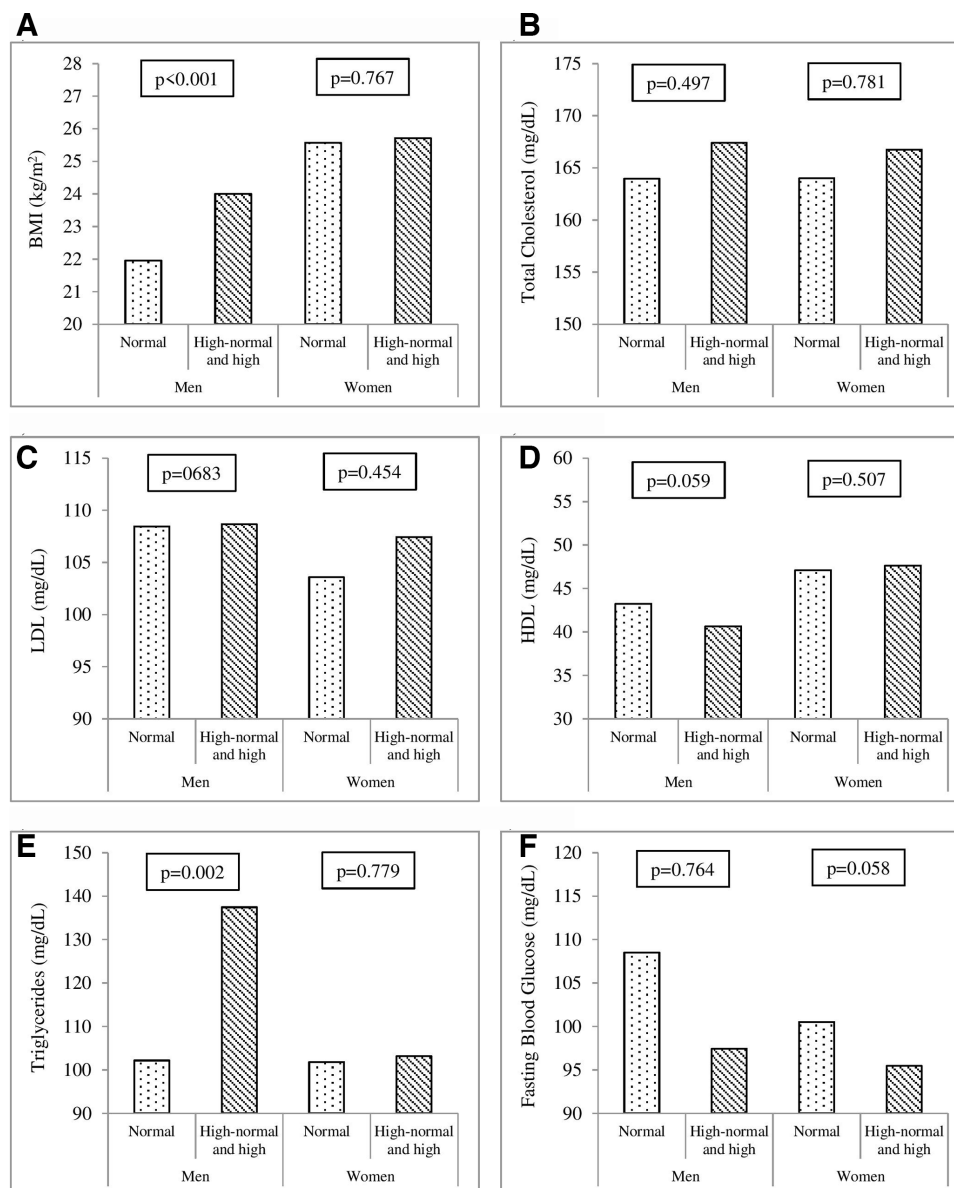 A
BMI (kg/m²)
28
27
26
25
24
23
22
21
20
p<0.001
p=0.767
Normal
High-normal
and high
Normal
High-normal
and high
Men
Women
B
Total Cholesterol (mg/dL)
175
170
165
160
155
150
p=0.497
p=0.781
Normal
High-normal
and high
Normal
High-normal
and high
Men
Women
C
LDL (mg/dL)
115
110
105
100
95
90
p=0683
p=0.454
Normal
High-normal
and high
Normal
High-normal
and high
Men
Women
D
HDL (mg/dL)
60
55
50
45
40
35
30
p=0.059
p=0.507
Normal
High-normal
and high
Normal
High-normal
and high
Men
Women
E
Triglycerides (mg/dL)
150
140
130
120
110
100
90
p=0.002
p=0.779
Normal
High-normal
and high
Normal
High-normal
and high
Men
Women
F
Fasting Blood Glucose (mg/dL)
120
115
110
105
100
95
90
p=0.764
p=0.058
Normal
High-normal
and high
Normal
High-normal
and high
Men
Women